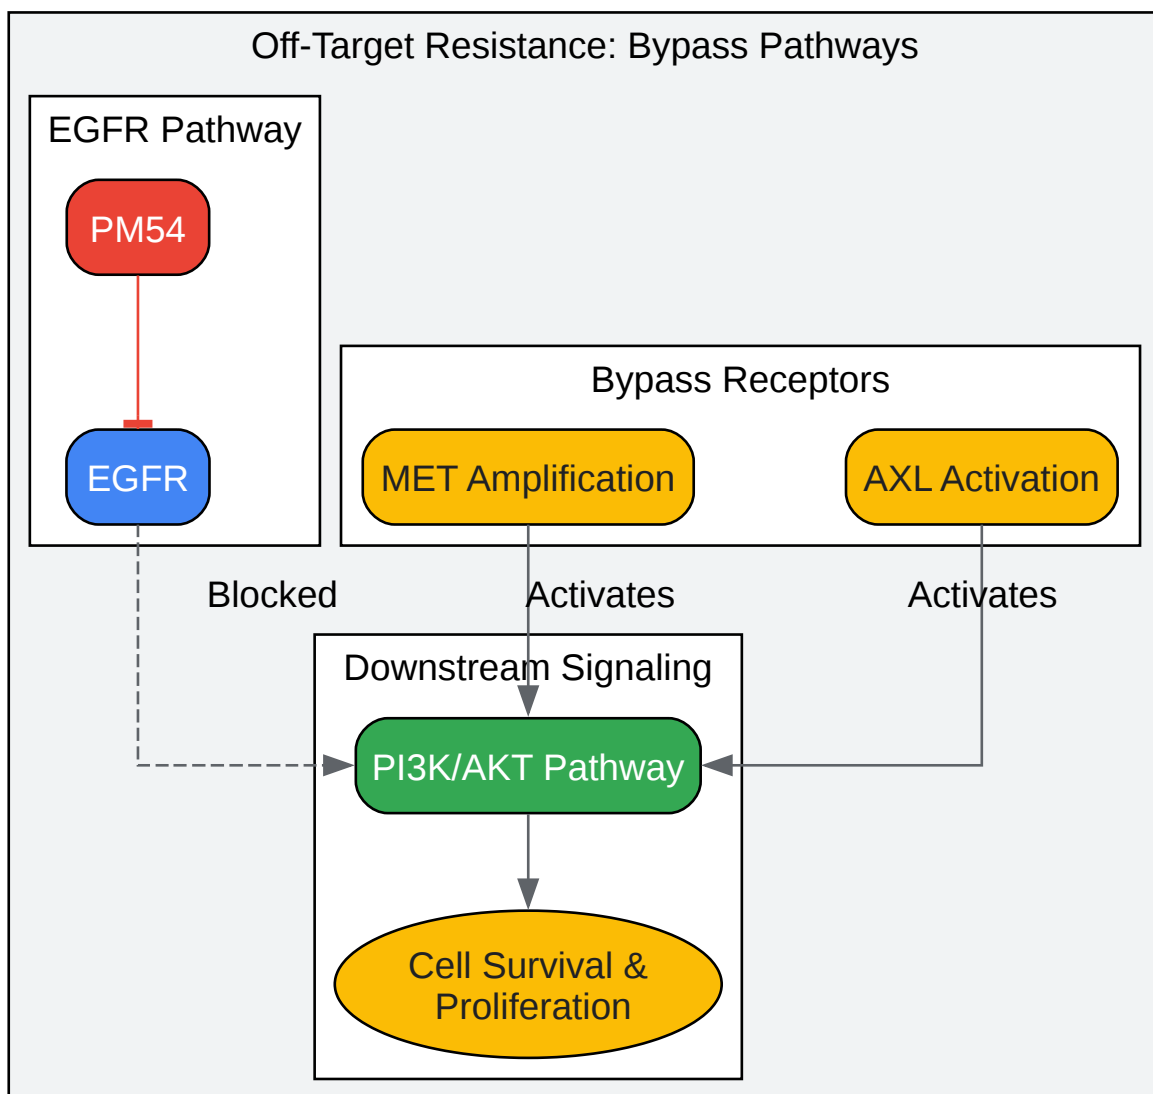 Off-Target Resistance: Bypass Pathways
EGFR Pathway
PM54
EGFR
Bypass Receptors
MET Amplification
AXL Activation
Blocked
Activates
Activates
Downstream Signaling
PI3K/AKT Pathway
Cell Survival &
Proliferation